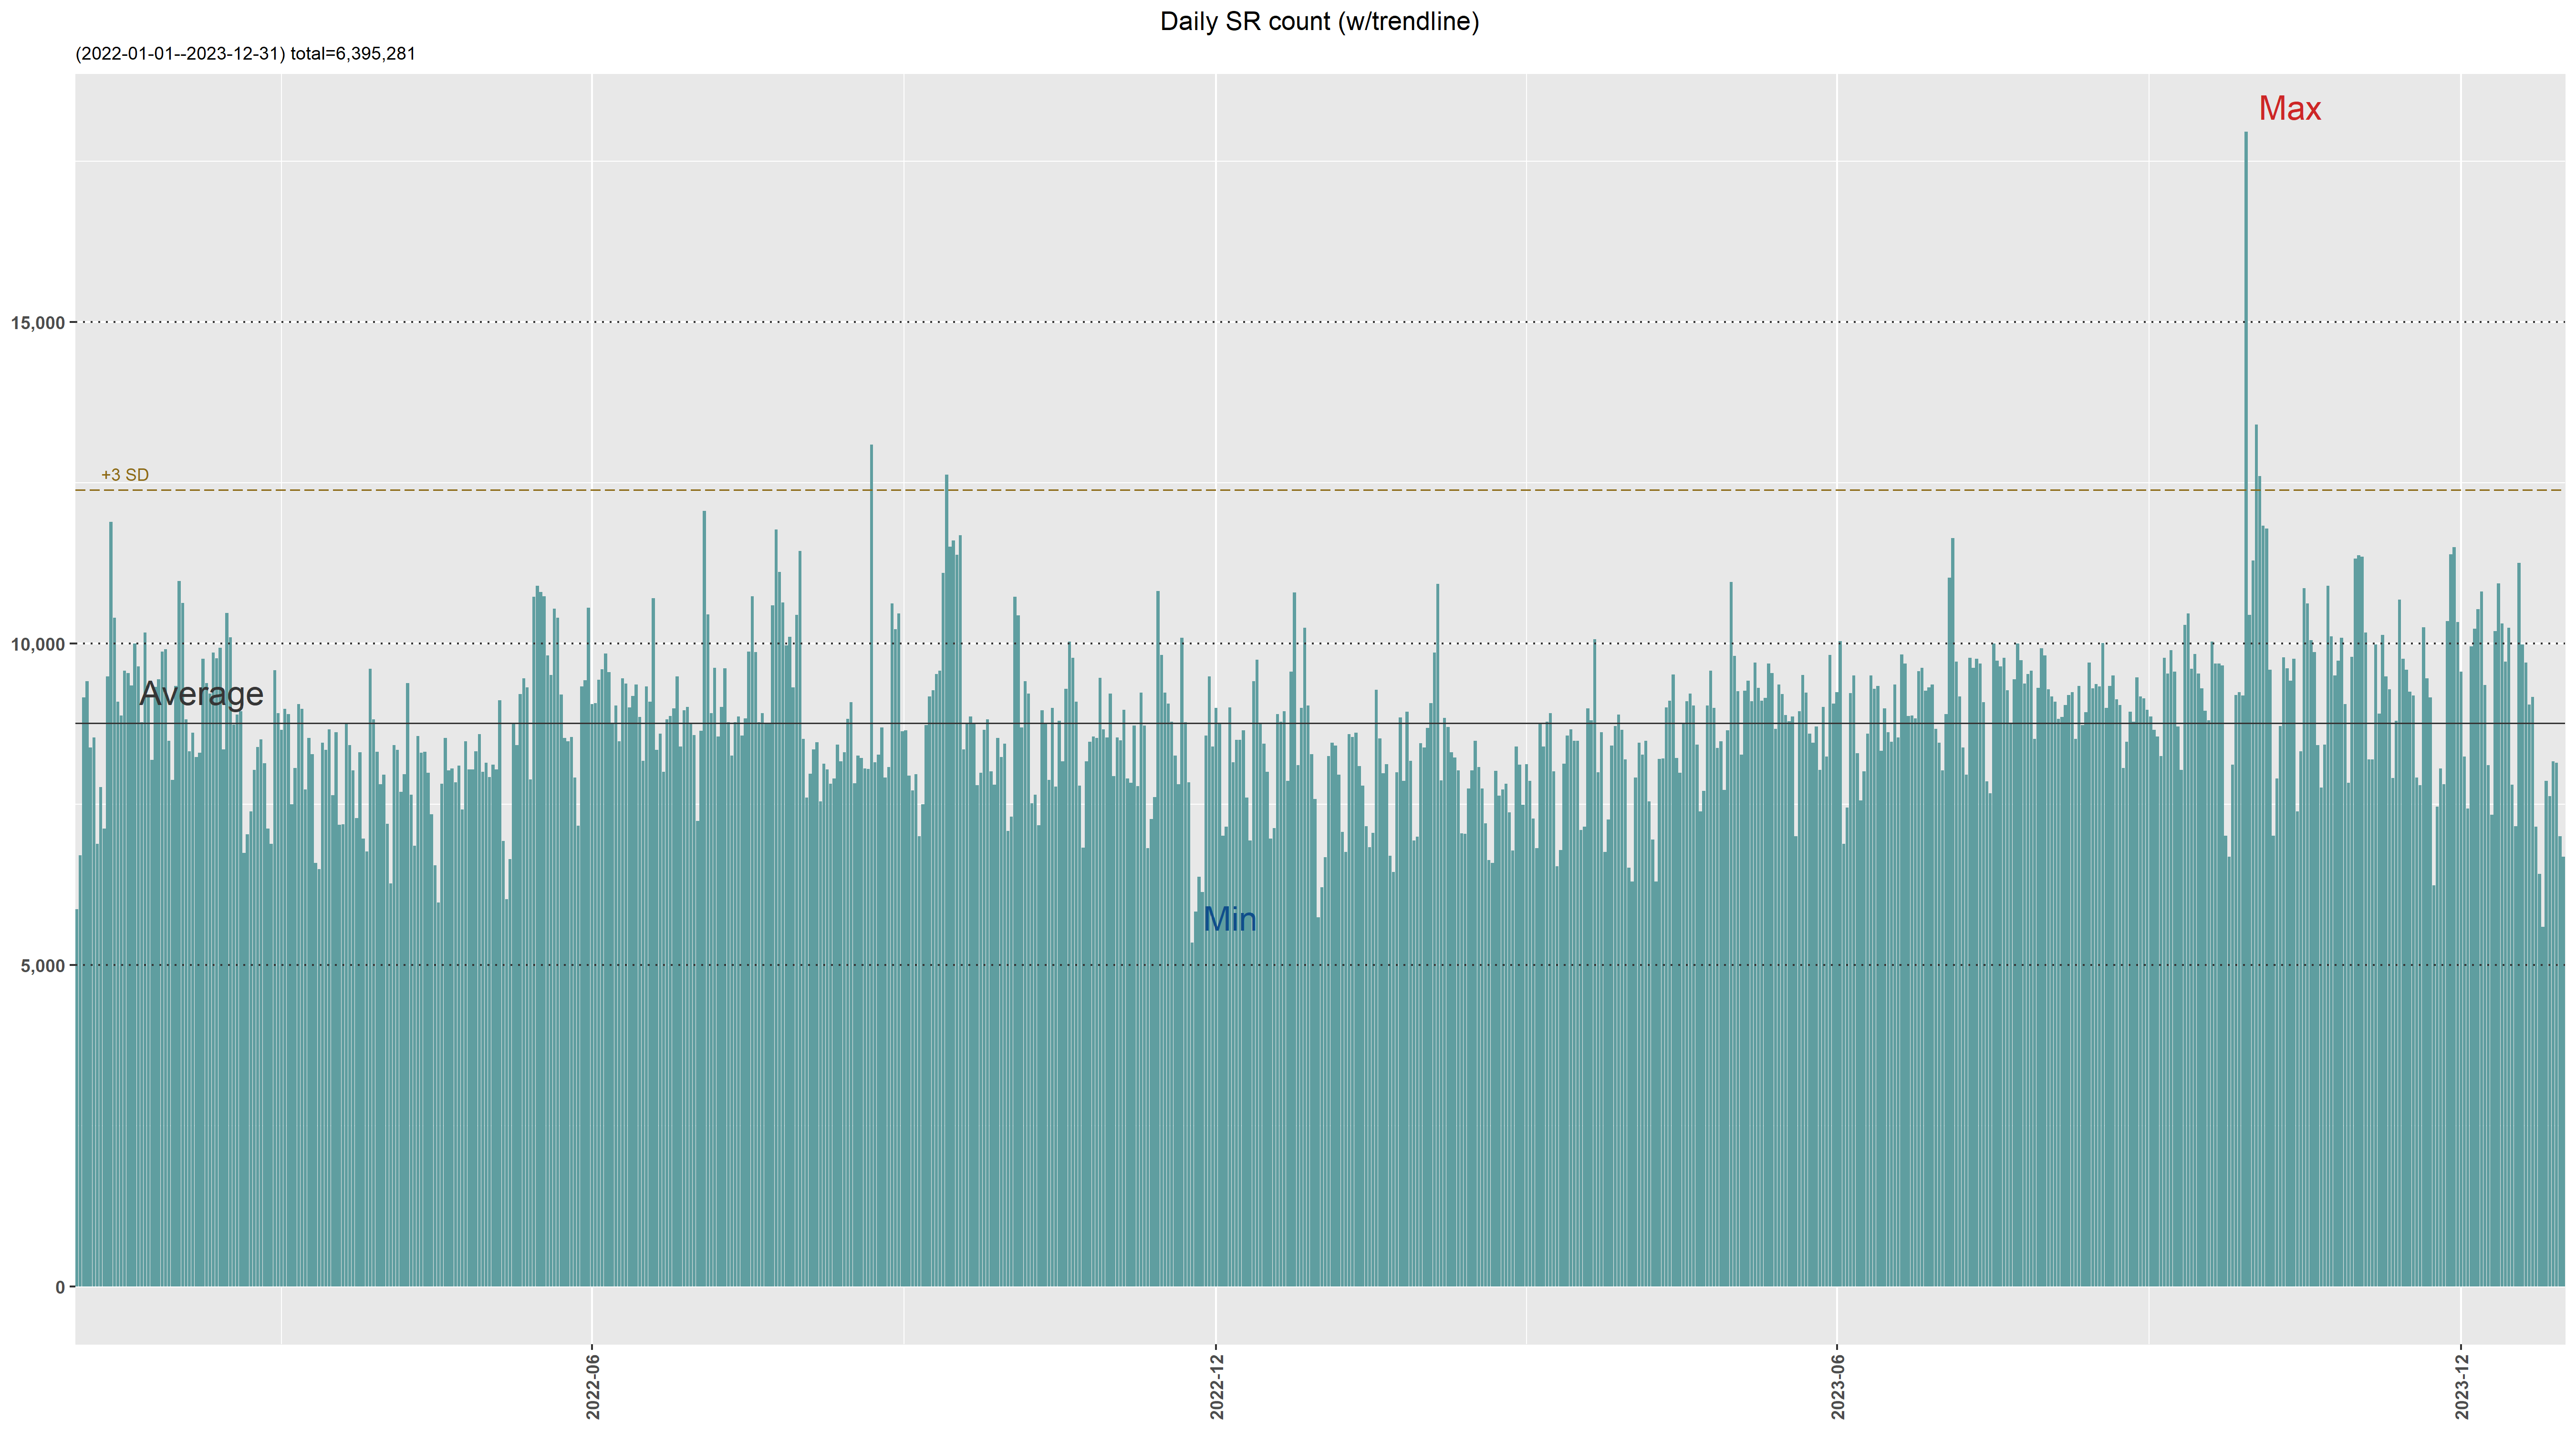 Daily SR count (w/trendline)
(2022-01-01--2023-12-31) total=6,395,281
Max
15,000
+3 SD
10,000
Average
Min
5,000
0
2022-06
2022-12
2023-06
2023-12